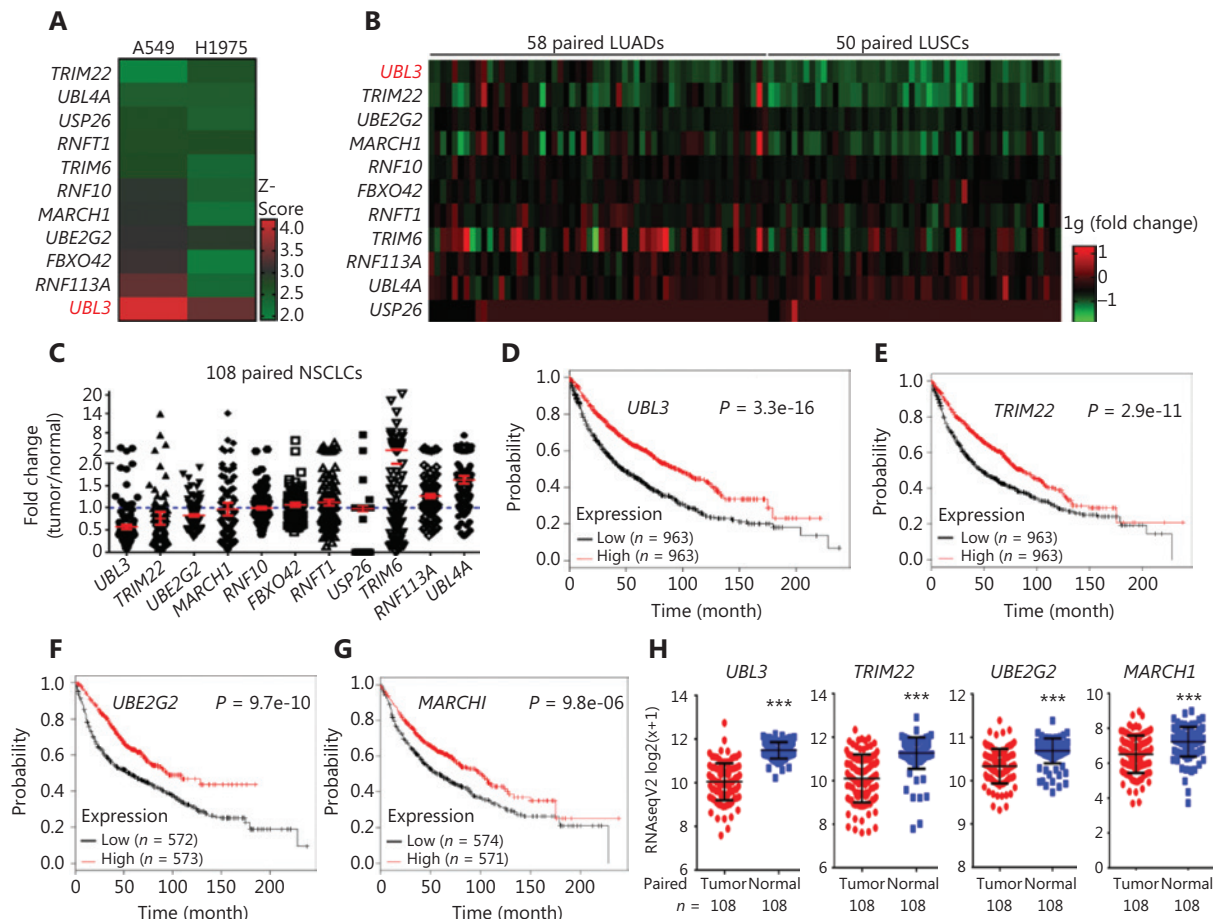 A
A549 H1975
TRIM22
UBL4A
USP26
RNFT1
TRIM6
RNF10
MARCH1
UBE2G2
FBXO42
RNF113A
UBL3
Z-
Score
4.0
3.5
3.0
2.5
2.0
B
58 paired LUADs 50 paired LUSCs
UBL3
TRIM22
UBE2G2
MARCH1
RNF10
FBXO42
RNFT1
TRIM6
RNF113A
UBL4A
USP26
1g (fold change)
1
0
−1
C
108 paired NSCLCs
Fold change
(tumor/normal)
20
14
8
2
2.0
1.5
1.0
0.5
0
UBL3 TRIM22 UBE2G2 MARCH1 RNF10 FBXO42 RNFT1 USP26 TRIM6 RNF113A UBL4A
D
UBL3 P = 3.3e-16
Probability
1.0
0.8
0.6
0.4
0.2
0.0
Expression
Low (n = 963)
High (n = 963)
0 50 100 150 200
Time (month)
E
TRIM22 P = 2.9e-11
Probability
1.0
0.8
0.6
0.4
0.2
0.0
Expression
Low (n = 963)
High (n = 963)
0 50 100 150 200
Time (month)
F
UBE2G2 P = 9.7e-10
Probability
1.0
0.8
0.6
0.4
0.2
0.0
Expression
Low (n = 572)
High (n = 573)
0 50 100 150 200
Time (month)
G
MARCHI P = 9.8e-06
Probability
1.0
0.8
0.6
0.4
0.2
0.0
Expression
Low (n = 574)
High (n = 571)
0 50 100 150 200
Time (month)
H
UBL3 TRIM22 UBE2G2 MARCH1
*** *** *** ***
RNAseqV2 log2(x+1)
14
12
10
8
6
14
12
10
8
6
12
11
10
9
8
10
8
6
4
2
0
Paired Tumor Normal Tumor Normal Tumor Normal Tumor Normal
n = 108 108 108 108 108 108 108 108